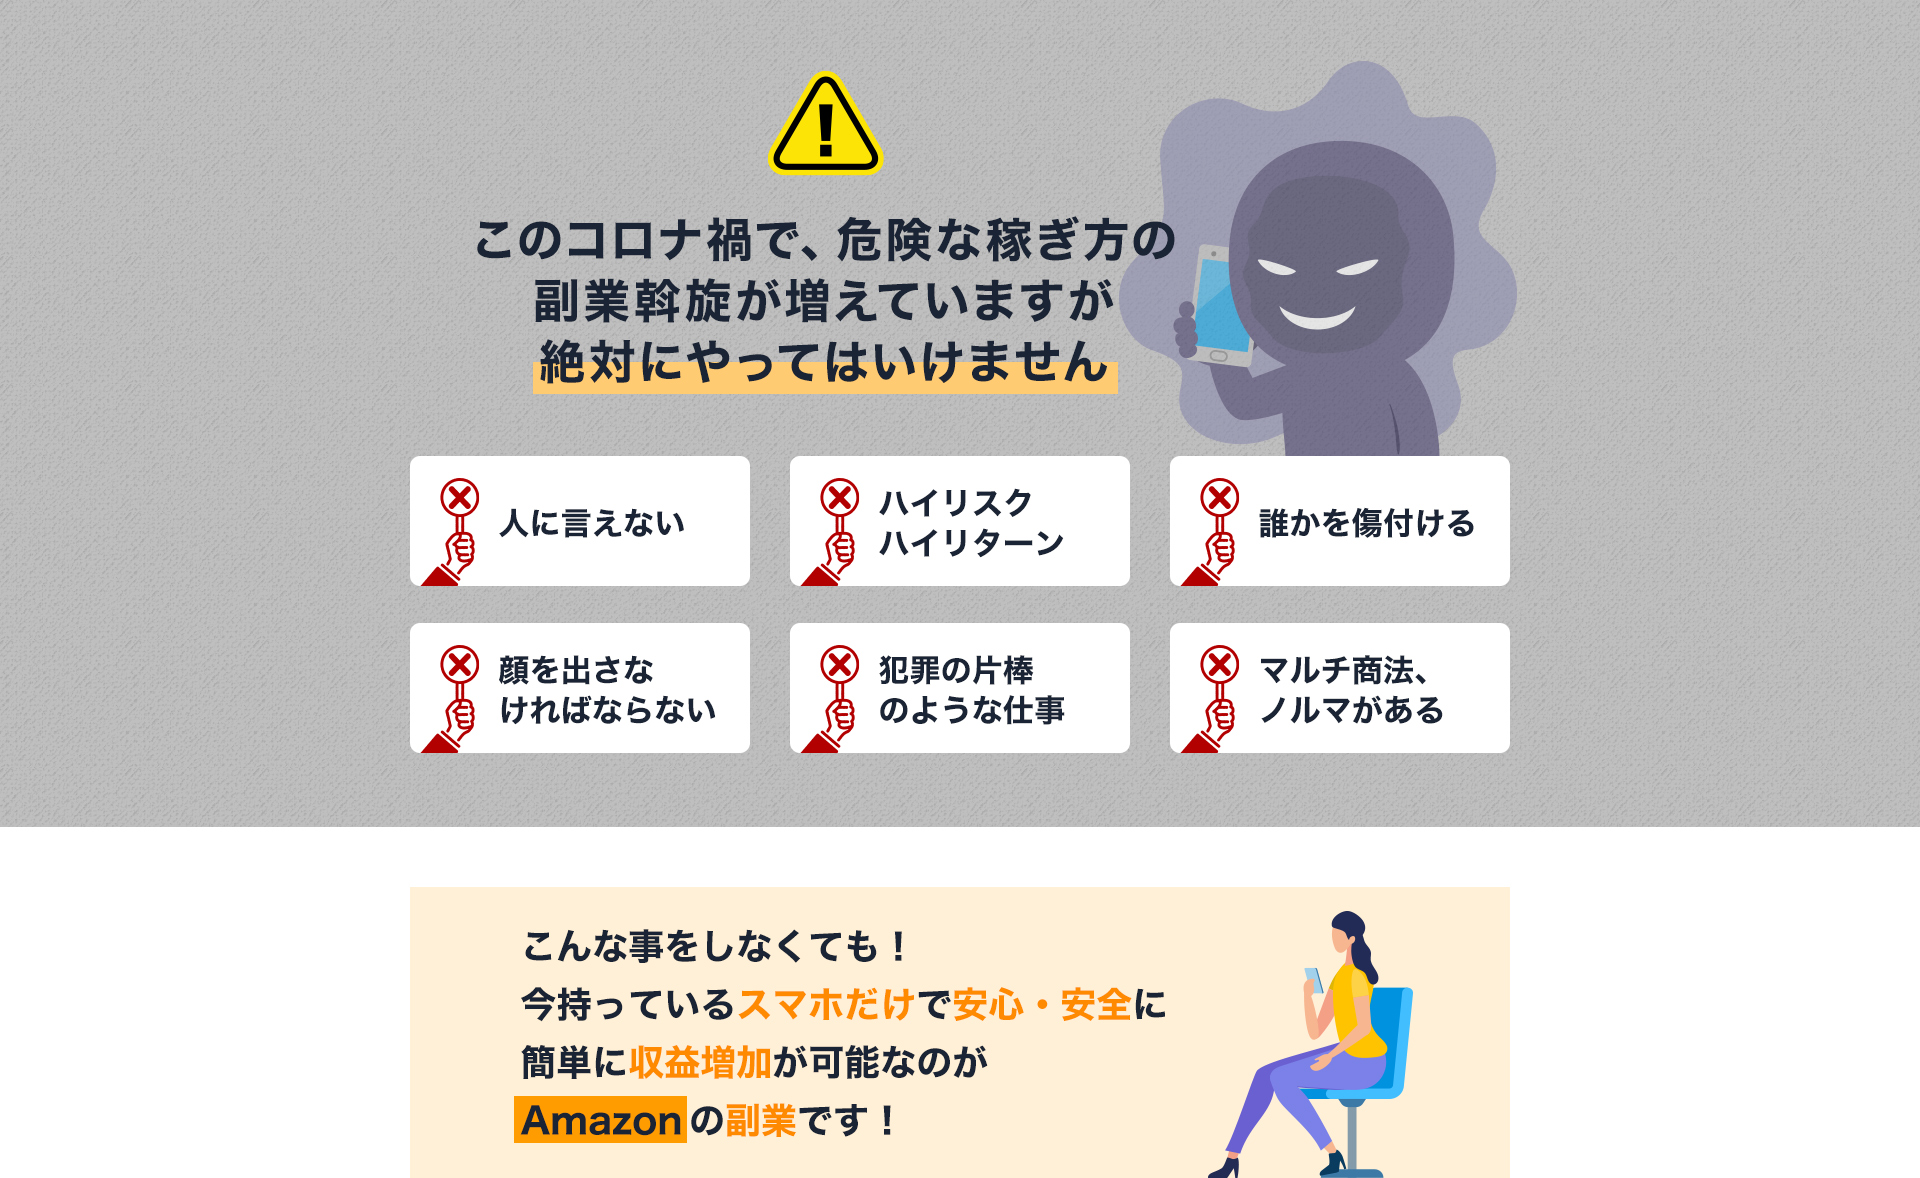 このコロナ禍で、危険な稼ぎ方の
副業斡旋が増えていますが
絶対にやってはいけません
人に言えない
ハイリスク
ハイリターン
誰かを傷付ける
顔を出さな
ければならない
犯罪の片棒
のような仕事
マルチ商法、
ノルマがある
こんな事をしなくても！
今持っているスマホだけで安心・安全に
簡単に収益増加が可能なのが
Amazonの副業です！